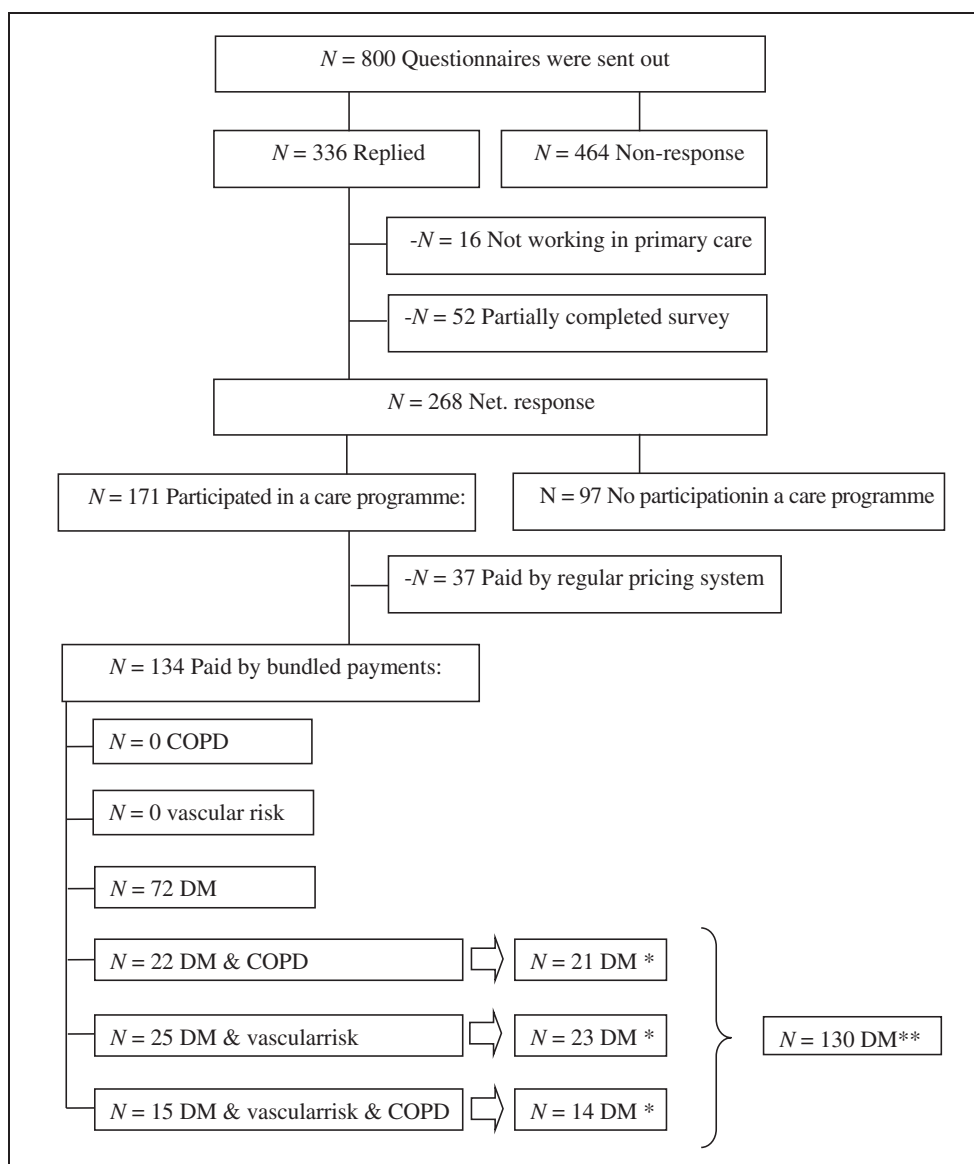 N = 800 Questionnaires were sent out
N = 336 Replied
N = 464 Non-response
-N = 16 Not working in primary care
-N = 52 Partially completed survey
N = 268 Net. response
N = 171 Participated in a care programme:
N = 97 No participationin a care programme
-N = 37 Paid by regular pricing system
N = 134 Paid by bundled payments:
N = 0 COPD
N = 0 vascular risk
N = 72 DM
N = 22 DM & COPD
N = 21 DM *
N = 25 DM & vascularrisk
N = 23 DM *
N = 130 DM**
N = 15 DM & vascularrisk & COPD
N = 14 DM *